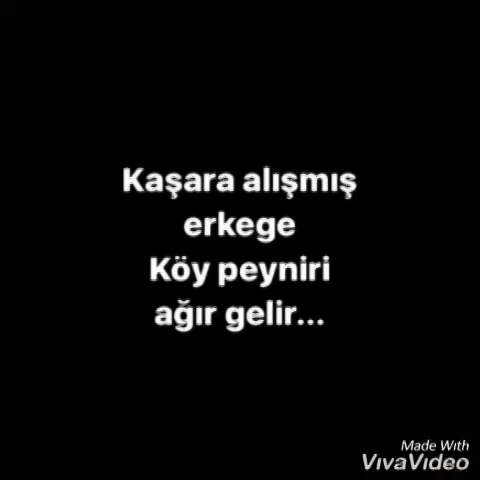 Kaşara alışmış
erkege
Köy peyniri
ağır gelir...
Made With
VivaVideo